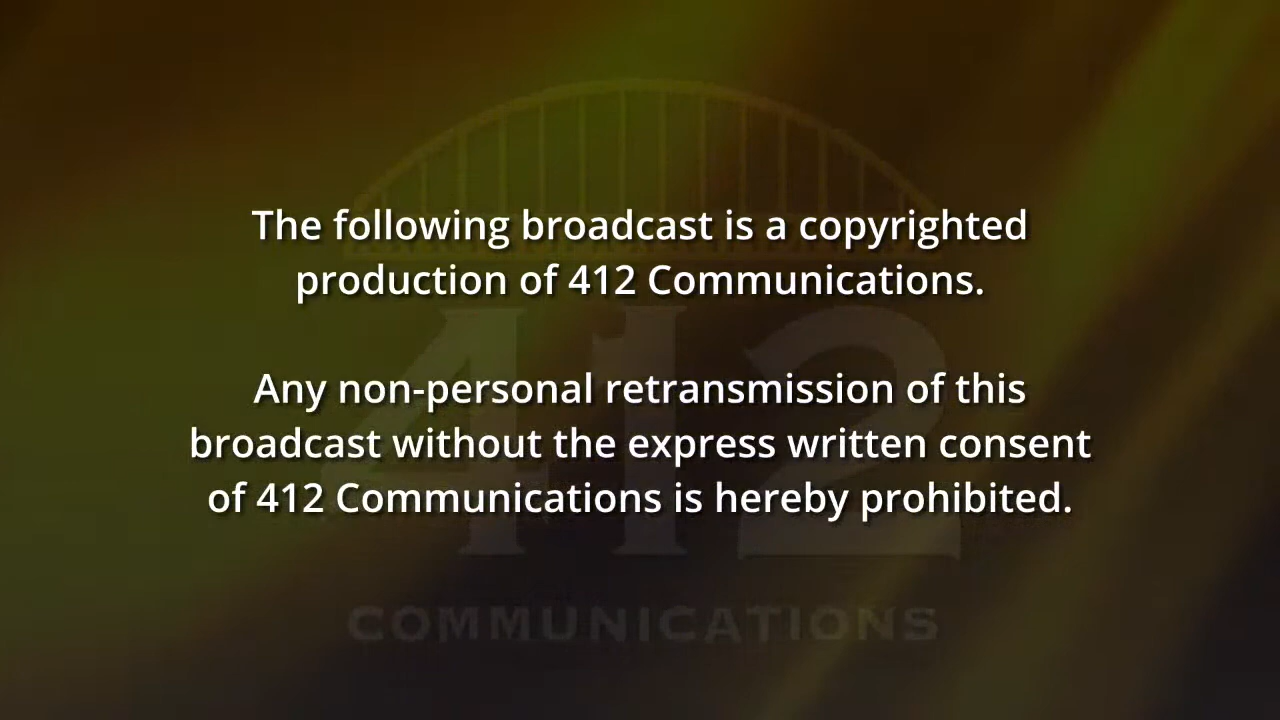 The following broadcast is a copyrighted
production of 412 Communications.
Any non-personal retransmission of this
broadcast without the express written consent
of 412 Communications is hereby prohibited.
412
COMMUNICATIONS